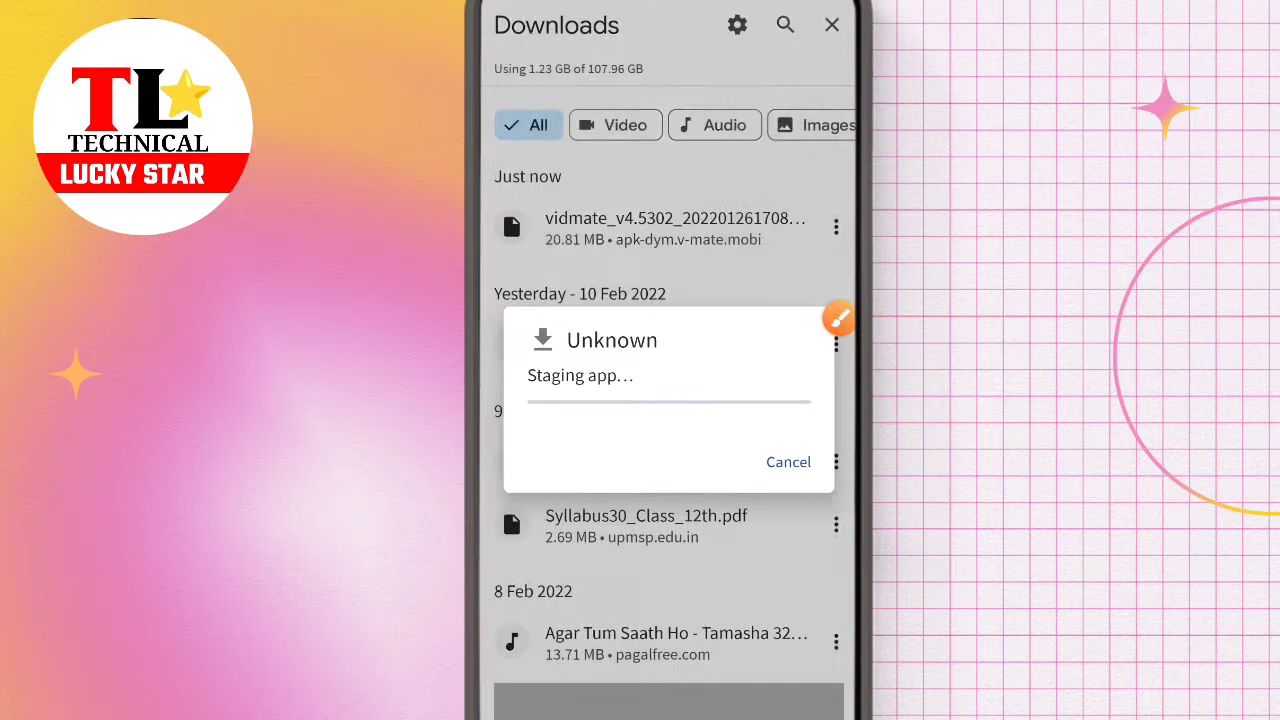 TL
TECHNICAL
LUCKY STAR
Downloads
Using 1.23 GB of 107.96 GB
All
Video
Audio
Images
Just now
vidmate_v4.5302_202201261708...
20.81 MB • apk-dym.v-mate.mobi
Yesterday - 10 Feb 2022
Unknown
Staging app...
9
Cancel
Syllabus30_Class_12th.pdf
2.69 MB • upmsp.edu.in
8 Feb 2022
Agar Tum Saath Ho - Tamasha 32...
13.71 MB • pagalfree.com